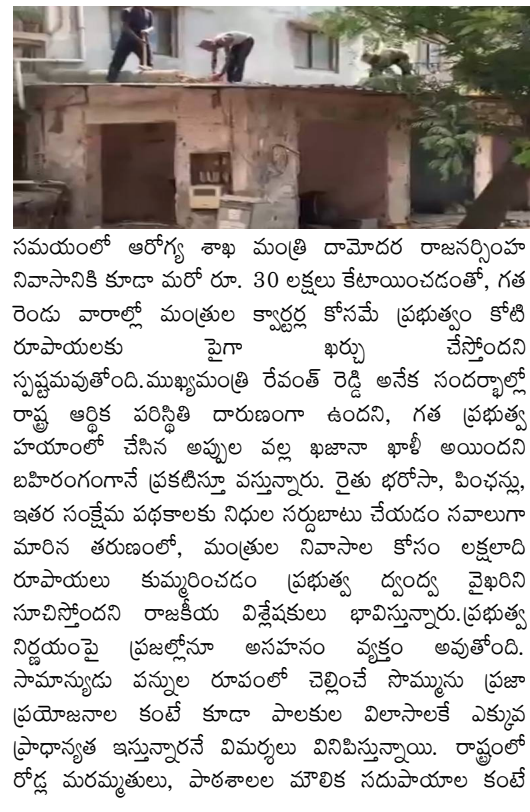 సమయంలో ఆరోగ్య శాఖ మంత్రి దామోదర రాజనర్సింహ
నివాసానికి కూడా మరో రూ. 30 లక్షలు కేటాయించడంతో, గత
రెండు వారాల్లో మంత్రుల క్వార్టర్ల కోసమే ప్రభుత్వం కోటి
రూపాయలకు పైగా ఖర్చు చేస్తోందని
స్పష్టమవుతోంది.ముఖ్యమంత్రి రేవంత్ రెడ్డి అనేక సందర్భాల్లో
రాష్ట్ర ఆర్థిక పరిస్థితి దారుణంగా ఉందని, గత ప్రభుత్వ
హయాంలో చేసిన అప్పుల వల్ల ఖజానా ఖాళీ అయిందని
బహిరంగంగానే ప్రకటిస్తూ వస్తున్నారు. రైతు భరోసా, పింఛన్లు,
ఇతర సంక్షేమ పథకాలకు నిధుల సర్దుబాటు చేయడం సవాలుగా
మారిన తరుణంలో, మంత్రుల నివాసాల కోసం లక్షలాది
రూపాయలు కుమ్మరించడం ప్రభుత్వ ద్వంద్వ వైఖరిని
సూచిస్తోందని రాజకీయ విశ్లేషకులు భావిస్తున్నారు.ప్రభుత్వ
నిర్ణయంపై ప్రజల్లోనూ అసహనం వ్యక్తం అవుతోంది.
సామాన్యుడు పన్నుల రూపంలో చెల్లించే సొమ్మును ప్రజా
ప్రయోజనాల కంటే కూడా పాలకుల విలాసాలకే ఎక్కువ
ప్రాధాన్యత ఇస్తున్నారనే విమర్శలు వినిపిస్తున్నాయి. రాష్ట్రంలో
రోడ్ల మరమ్మతులు, పాఠశాలల మౌలిక సదుపాయాల కంటే